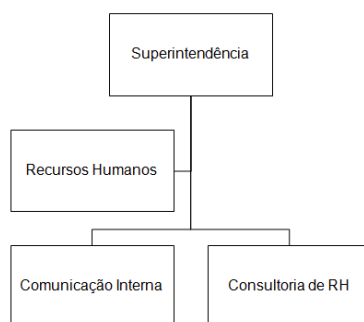 Superintendência
Recursos Humanos
Comunicação Interna
Consultoria de RH